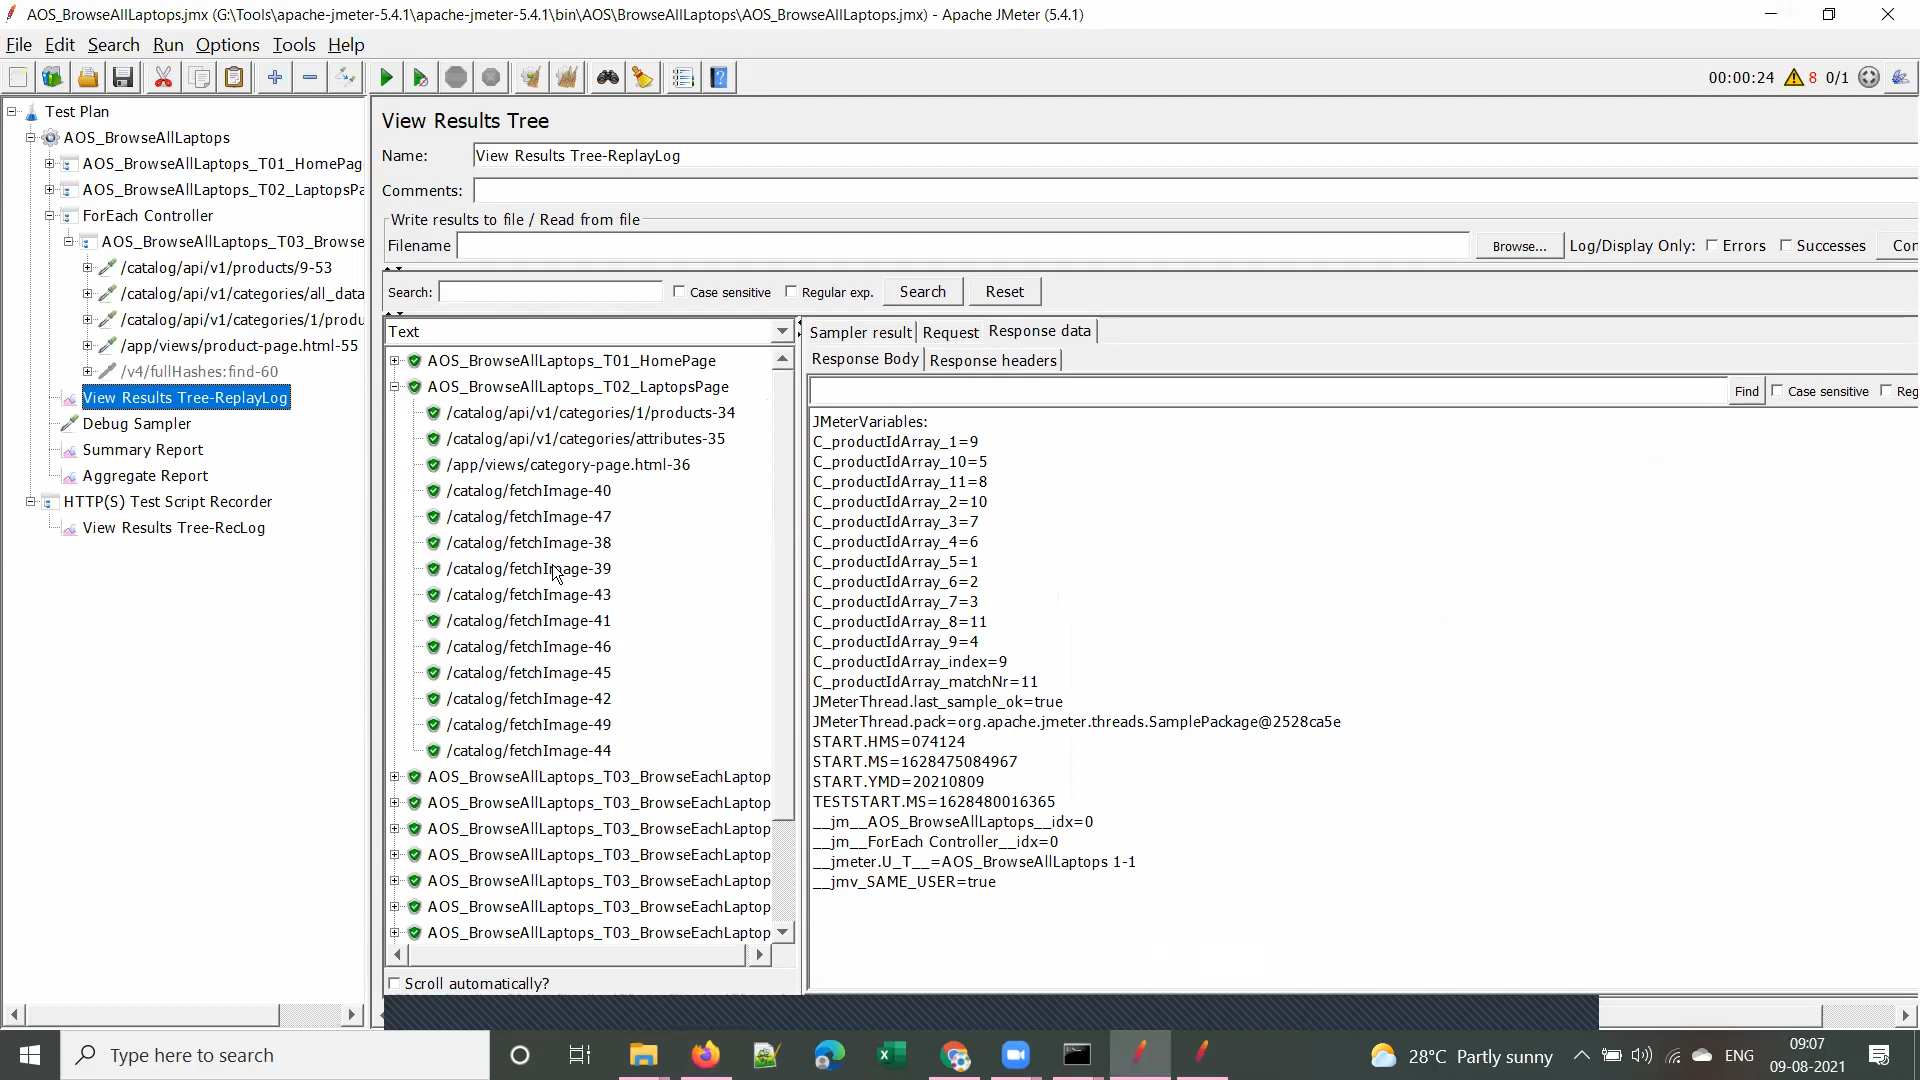 AOS_BrowseAllLaptops.jmx (G:\Tools\apache-jmeter-5.4.1\apache-jmeter-5.4.1\bin\AOS\BrowseAllLaptops\AOS_BrowseAllLaptops.jmx) - Apache JMeter (5.4.1)
File Edit Search Run Options Tools Help
00:00:24 8 0/1
Test Plan
AOS_BrowseAllLaptops
AOS_BrowseAllLaptops_T01_HomePag
AOS_BrowseAllLaptops_T02_LaptopsPa
ForEach Controller
AOS_BrowseAllLaptops_T03_Browse
/catalog/api/v1/products/9-53
/catalog/api/v1/categories/all_data
/catalog/api/v1/categories/1/produ
/app/views/product-page.html-55
/v4/fullHashes:find-60
View Results Tree-ReplayLog
Debug Sampler
Summary Report
Aggregate Report
HTTP(S) Test Script Recorder
View Results Tree-RecLog
View Results Tree
Name: View Results Tree-ReplayLog
Comments:
Write results to file / Read from file
Filename Browse... Log/Display Only: Errors Successes Con
Search: Case sensitive Regular exp. Search Reset
Text
AOS_BrowseAllLaptops_T01_HomePage
AOS_BrowseAllLaptops_T02_LaptopsPage
/catalog/api/v1/categories/1/products-34
/catalog/api/v1/categories/attributes-35
/app/views/category-page.html-36
/catalog/fetchImage-40
/catalog/fetchImage-47
/catalog/fetchImage-38
/catalog/fetchImage-39
/catalog/fetchImage-43
/catalog/fetchImage-41
/catalog/fetchImage-46
/catalog/fetchImage-45
/catalog/fetchImage-42
/catalog/fetchImage-49
/catalog/fetchImage-44
AOS_BrowseAllLaptops_T03_BrowseEachLaptop
AOS_BrowseAllLaptops_T03_BrowseEachLaptop
AOS_BrowseAllLaptops_T03_BrowseEachLaptop
AOS_BrowseAllLaptops_T03_BrowseEachLaptop
AOS_BrowseAllLaptops_T03_BrowseEachLaptop
AOS_BrowseAllLaptops_T03_BrowseEachLaptop
AOS_BrowseAllLaptops_T03_BrowseEachLaptop
Scroll automatically?
Sampler result Request Response data
Response Body Response headers
Find Case sensitive Reg
JMeterVariables:
C_productIdArray_1=9
C_productIdArray_10=5
C_productIdArray_11=8
C_productIdArray_2=10
C_productIdArray_3=7
C_productIdArray_4=6
C_productIdArray_5=1
C_productIdArray_6=2
C_productIdArray_7=3
C_productIdArray_8=11
C_productIdArray_9=4
C_productIdArray_index=9
C_productIdArray_matchNr=11
JMeterThread.last_sample_ok=true
JMeterThread.pack=org.apache.jmeter.threads.SamplePackage@2528ca5e
START.HMS=074124
START.MS=1628475084967
START.YMD=20210809
TESTSTART.MS=1628480016365
__jm__AOS_BrowseAllLaptops__idx=0
__jm__ForEach Controller__idx=0
__jmeter.U_T__=AOS_BrowseAllLaptops 1-1
__jmv_SAME_USER=true
Type here to search
28°C Partly sunny
ENG
09:07
09-08-2021